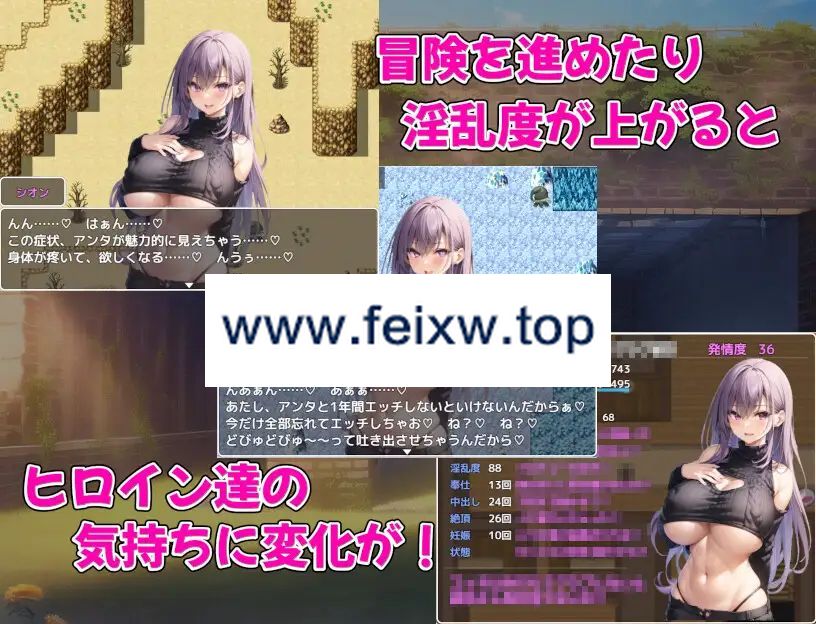 冒険を進めたり
淫乱度が上がると
シオン
んん……♡　はぁん……♡
この症状、アンタが魅力的に見えちゃう……♡
身体が疼いて、欲しくなる……♡　んうぅ……♡
www.feixw.top
んあぁん……♡　あぁぁ……♡
あたし、アンタと1年間エッチしないといけないんだからぁ♡
今だけ全部忘れてエッチしちゃお♡　ね？♡　ね？♡
どびゅどびゅ～～って吐き出させちゃうんだから♡
発情度　36
743
495
68
淫乱度　88
奉仕　13回
中出し　24回
絶頂　26回
妊娠　10回
状態
ヒロイン達の
気持ちに変化が！